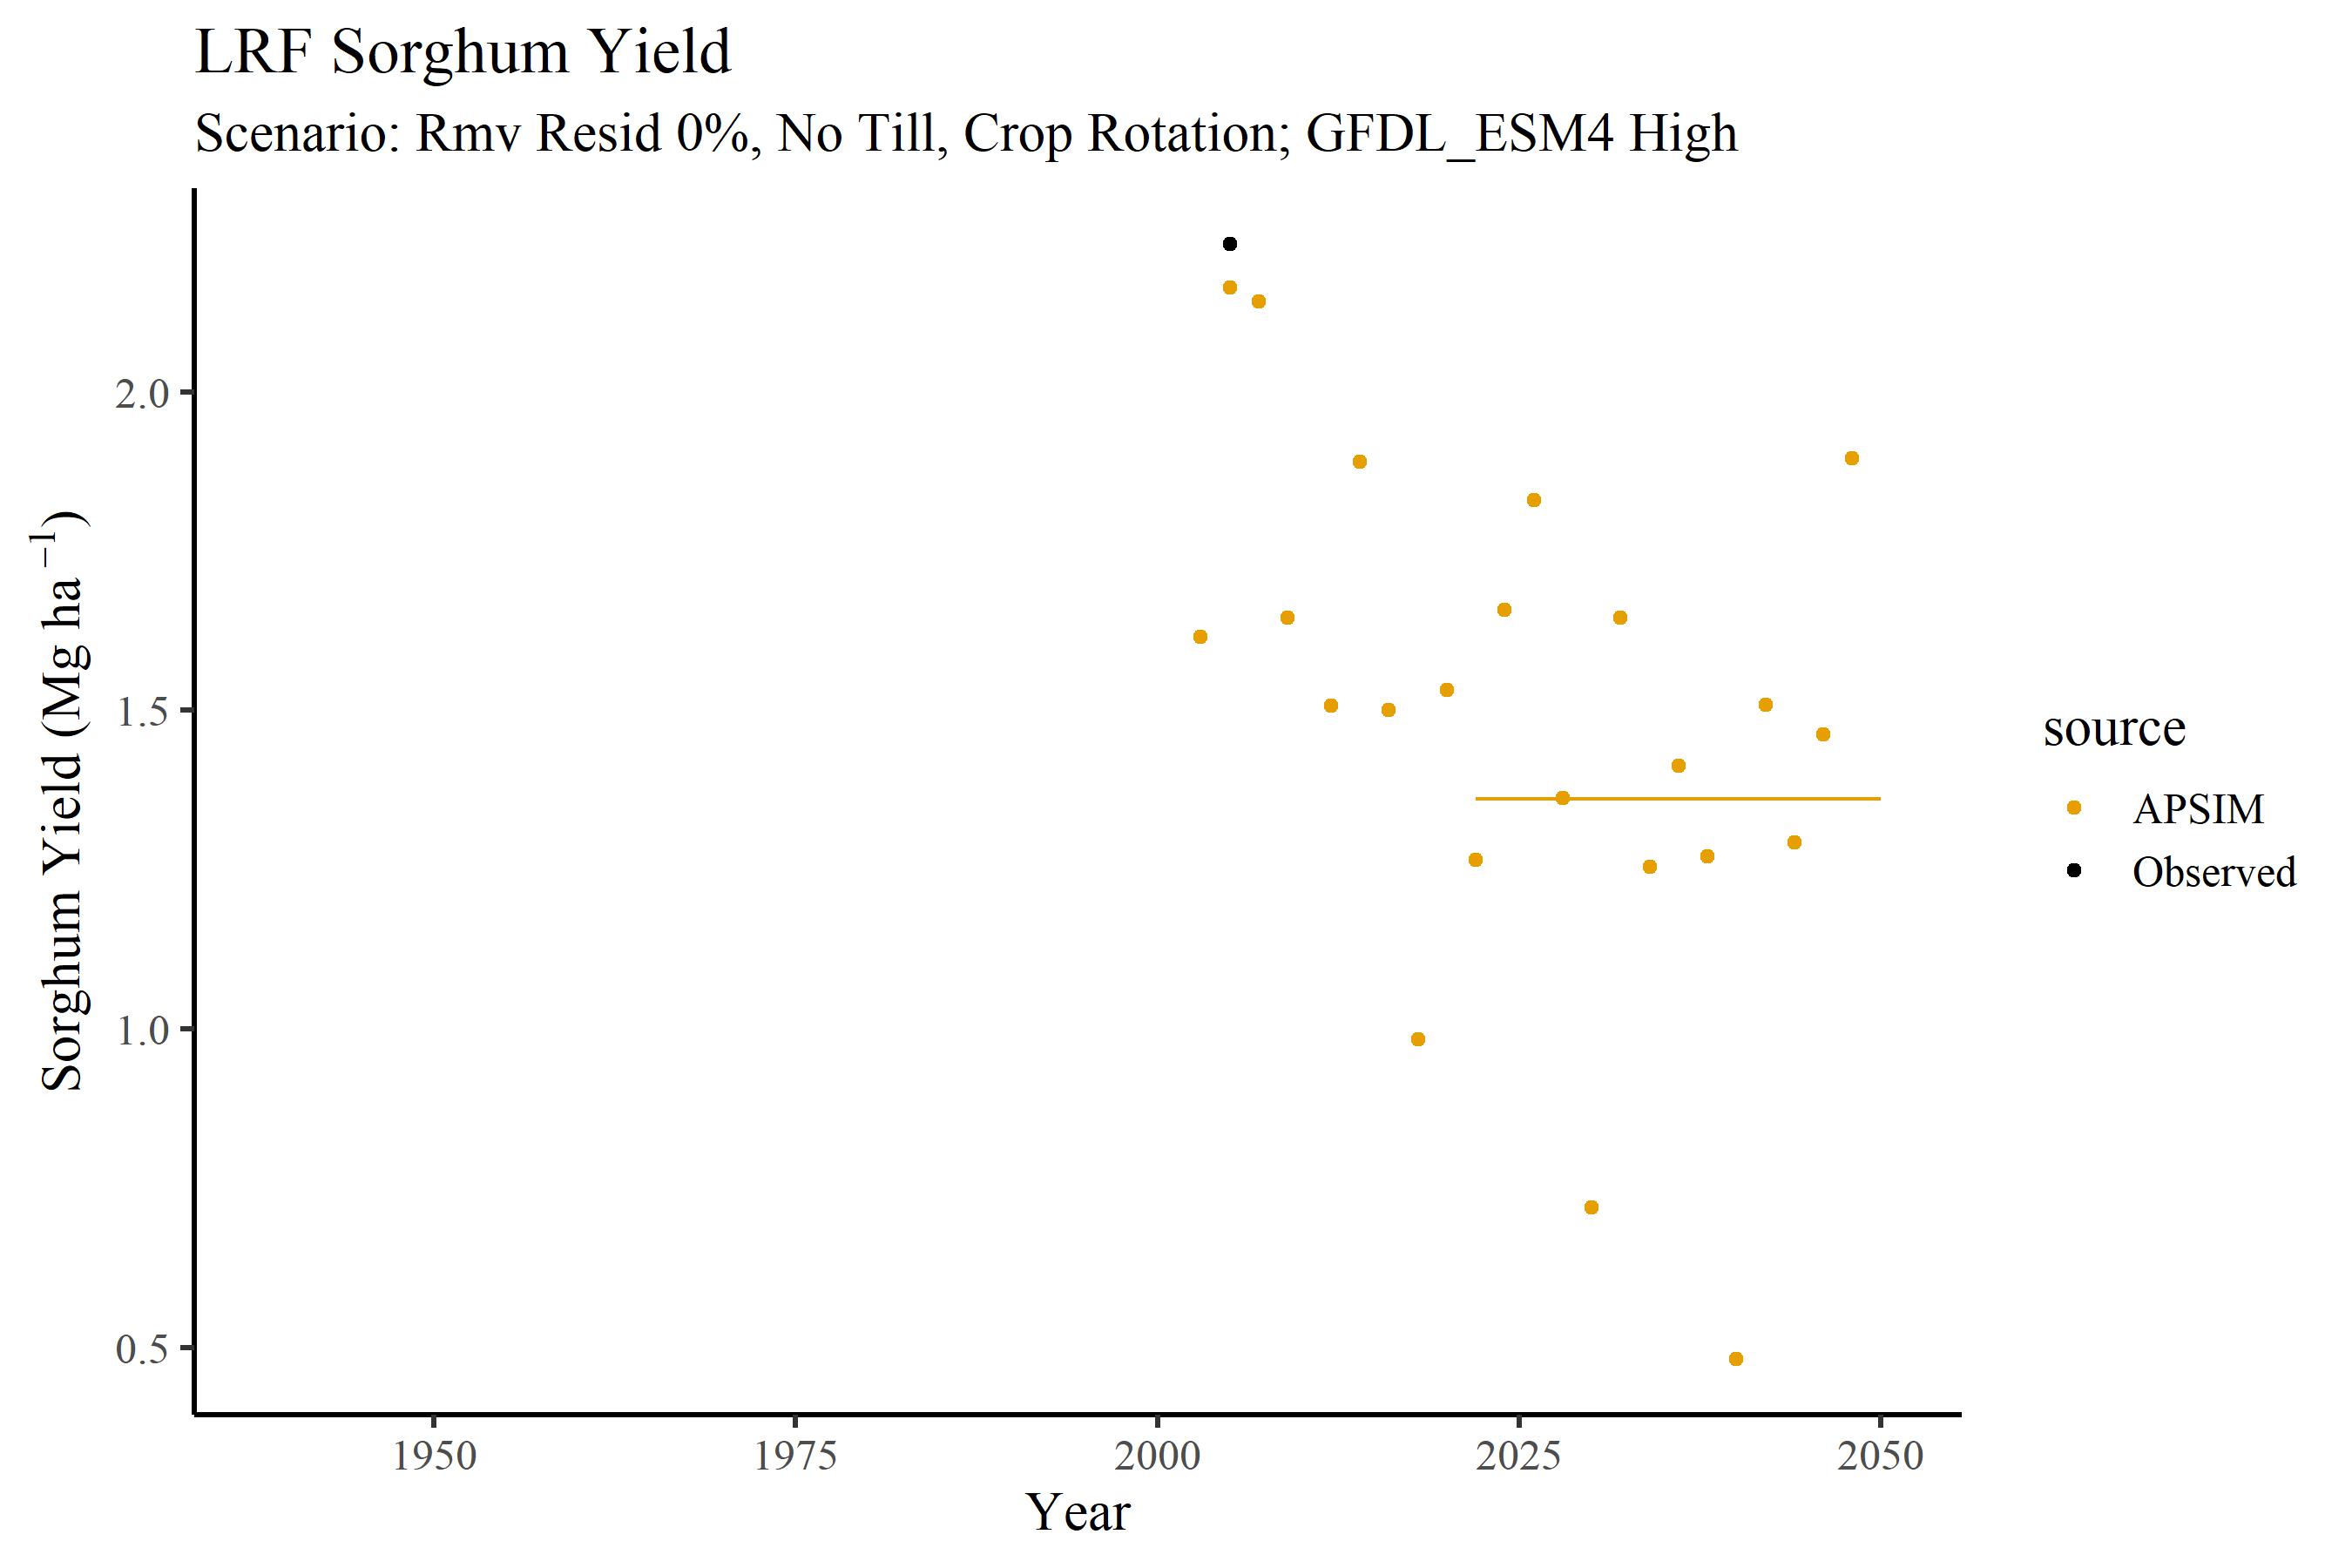 LRF Sorghum Yield
Scenario: Rmv Resid 0%, No Till, Crop Rotation; GFDL_ESM4 High
Sorghum Yield (Mg ha⁻¹)
2.0
1.5
1.0
0.5
1950 1975 2000 2025 2050
Year
source
APSIM
Observed